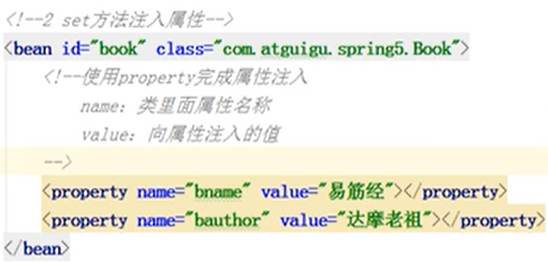 <!--2 set方法注入属性-->
<bean id="book" class="com.atguigu.spring5.Book">
<!--使用property完成属性注入
name: 类里面属性名称
value: 向属性注入的值
-->
<property name="bname" value="易筋经"></property>
<property name="bauthor" value="达摩老祖"></property>
</bean>